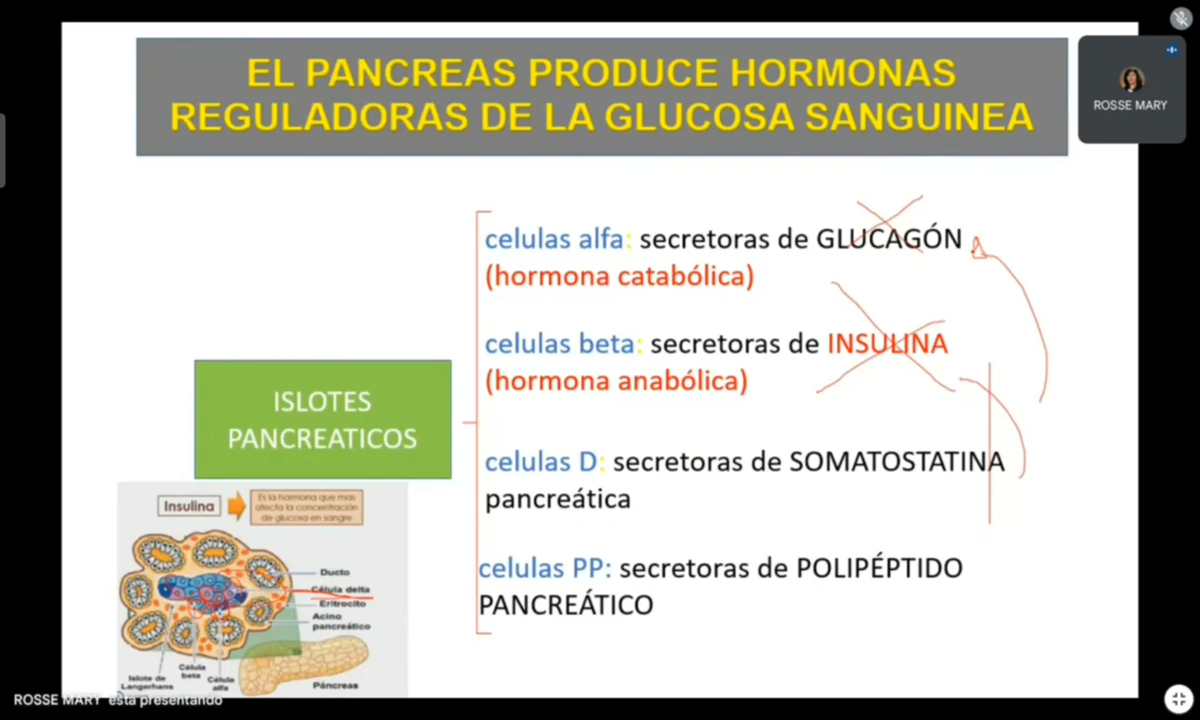 EL PANCREAS PRODUCE HORMONAS
REGULADORAS DE LA GLUCOSA SANGUINEA
ROSSE MARY
celulas alfa: secretoras de GLUCAGÓN
(hormona catabólica)
celulas beta: secretoras de INSULINA
(hormona anabólica)
ISLOTES
PANCREATICOS
celulas D: secretoras de SOMATOSTATINA
pancreática
celulas PP: secretoras de POLIPÉPTIDO
PANCREÁTICO
Insulina
Es la hormona que mas
afecta la concentración
de glucosa en sangre
Ducto
Célula delta
Eritrocito
Acino
pancreático
Islote de
Langerhans
Célula
beta
Célula
alfa
Páncreas
ROSSE MARY está presentando